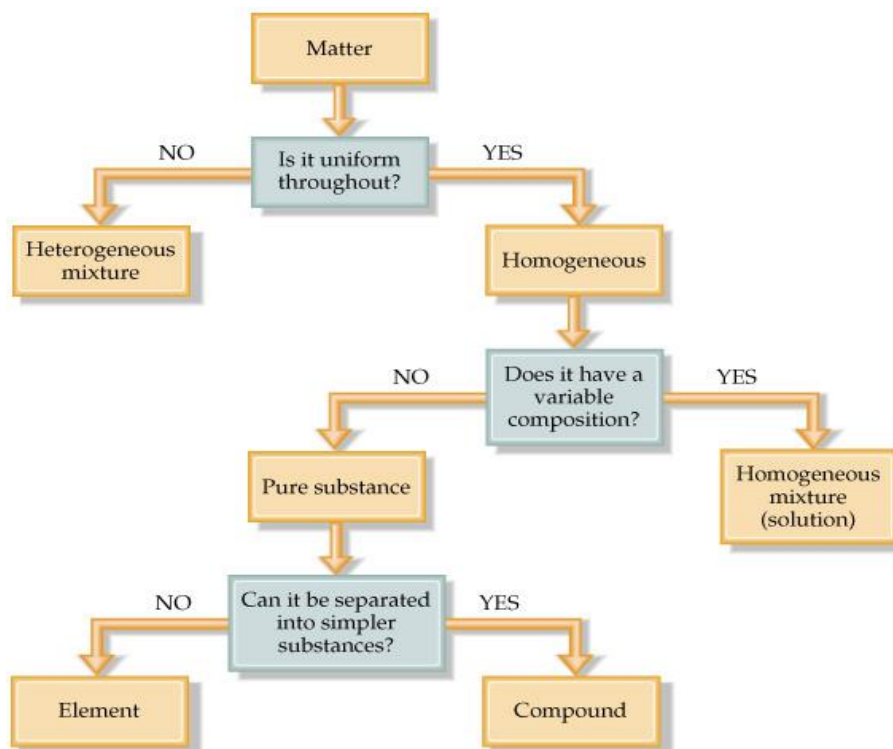 Matter
NO
Is it uniform
throughout?
YES
Heterogeneous
mixture
Homogeneous
NO
Does it have a
variable
composition?
YES
Pure substance
Homogeneous
mixture
(solution)
NO
Can it be separated
into simpler
substances?
YES
Element
Compound